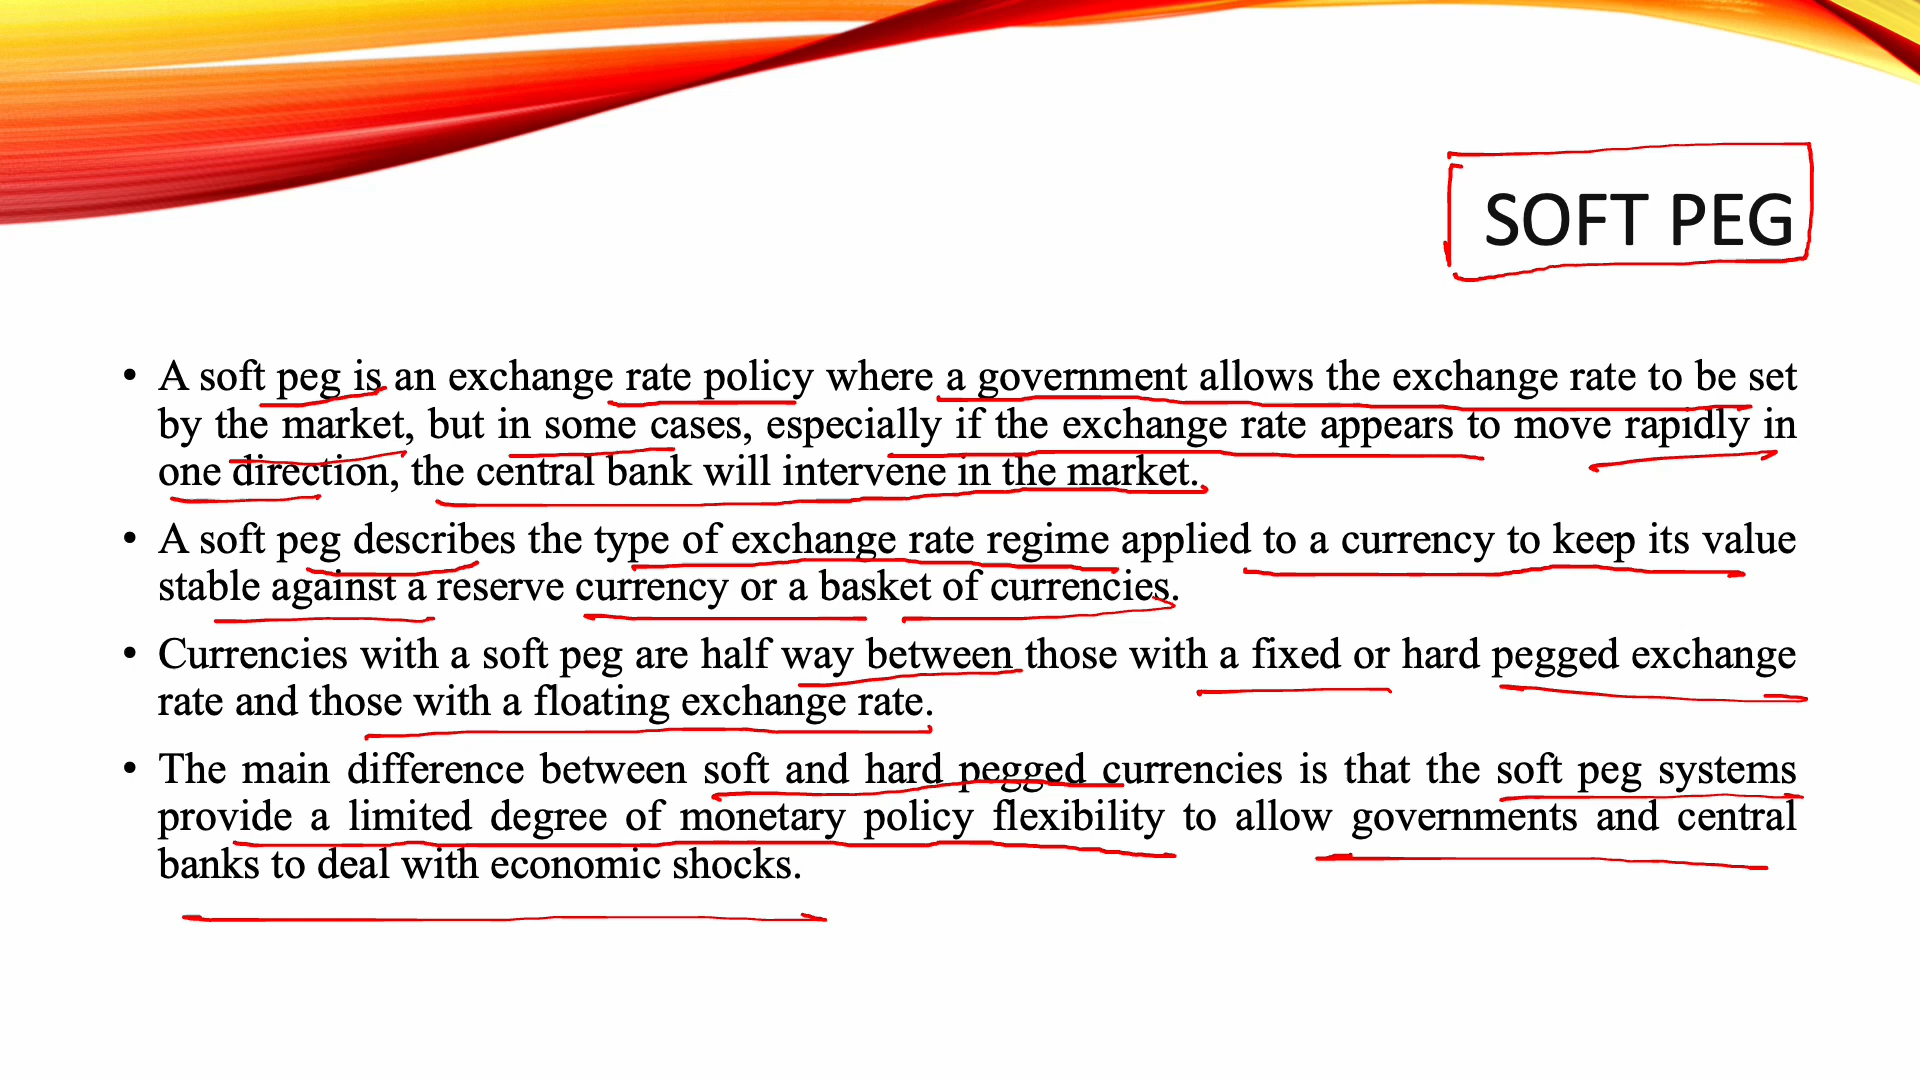 SOFT PEG
• A soft peg is an exchange rate policy where a government allows the exchange rate to be set
by the market, but in some cases, especially if the exchange rate appears to move rapidly in
one direction, the central bank will intervene in the market.
• A soft peg describes the type of exchange rate regime applied to a currency to keep its value
stable against a reserve currency or a basket of currencies.
• Currencies with a soft peg are half way between those with a fixed or hard pegged exchange
rate and those with a floating exchange rate.
• The main difference between soft and hard pegged currencies is that the soft peg systems
provide a limited degree of monetary policy flexibility to allow governments and central
banks to deal with economic shocks.